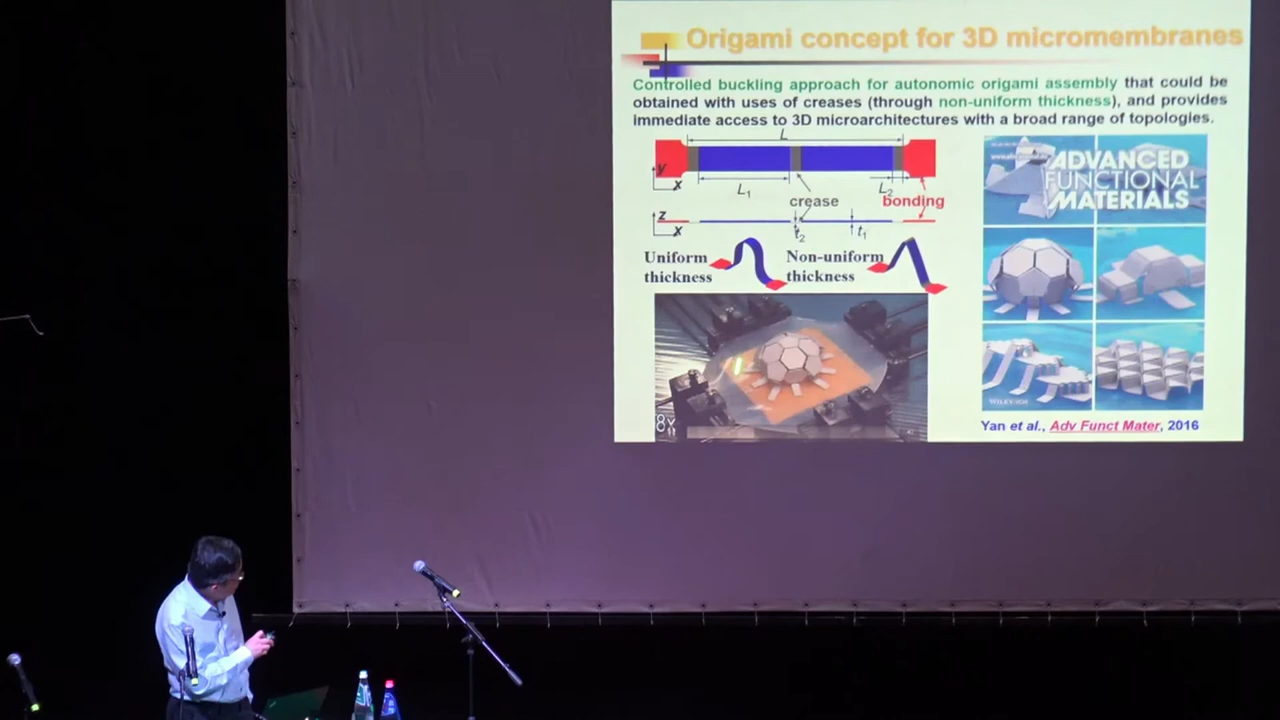 Origami concept for 3D micromembranes
Controlled buckling approach for autonomic origami assembly that could be
obtained with uses of creases (through non-uniform thickness), and provides
immediate access to 3D microarchitectures with a broad range of topologies.
L
y
x
L1
L2
crease
bonding
z
x
t2
t1
Uniform
thickness
Non-uniform
thickness
8x
ADVANCED
FUNCTIONAL
MATERIALS
Yan et al., Adv Funct Mater, 2016